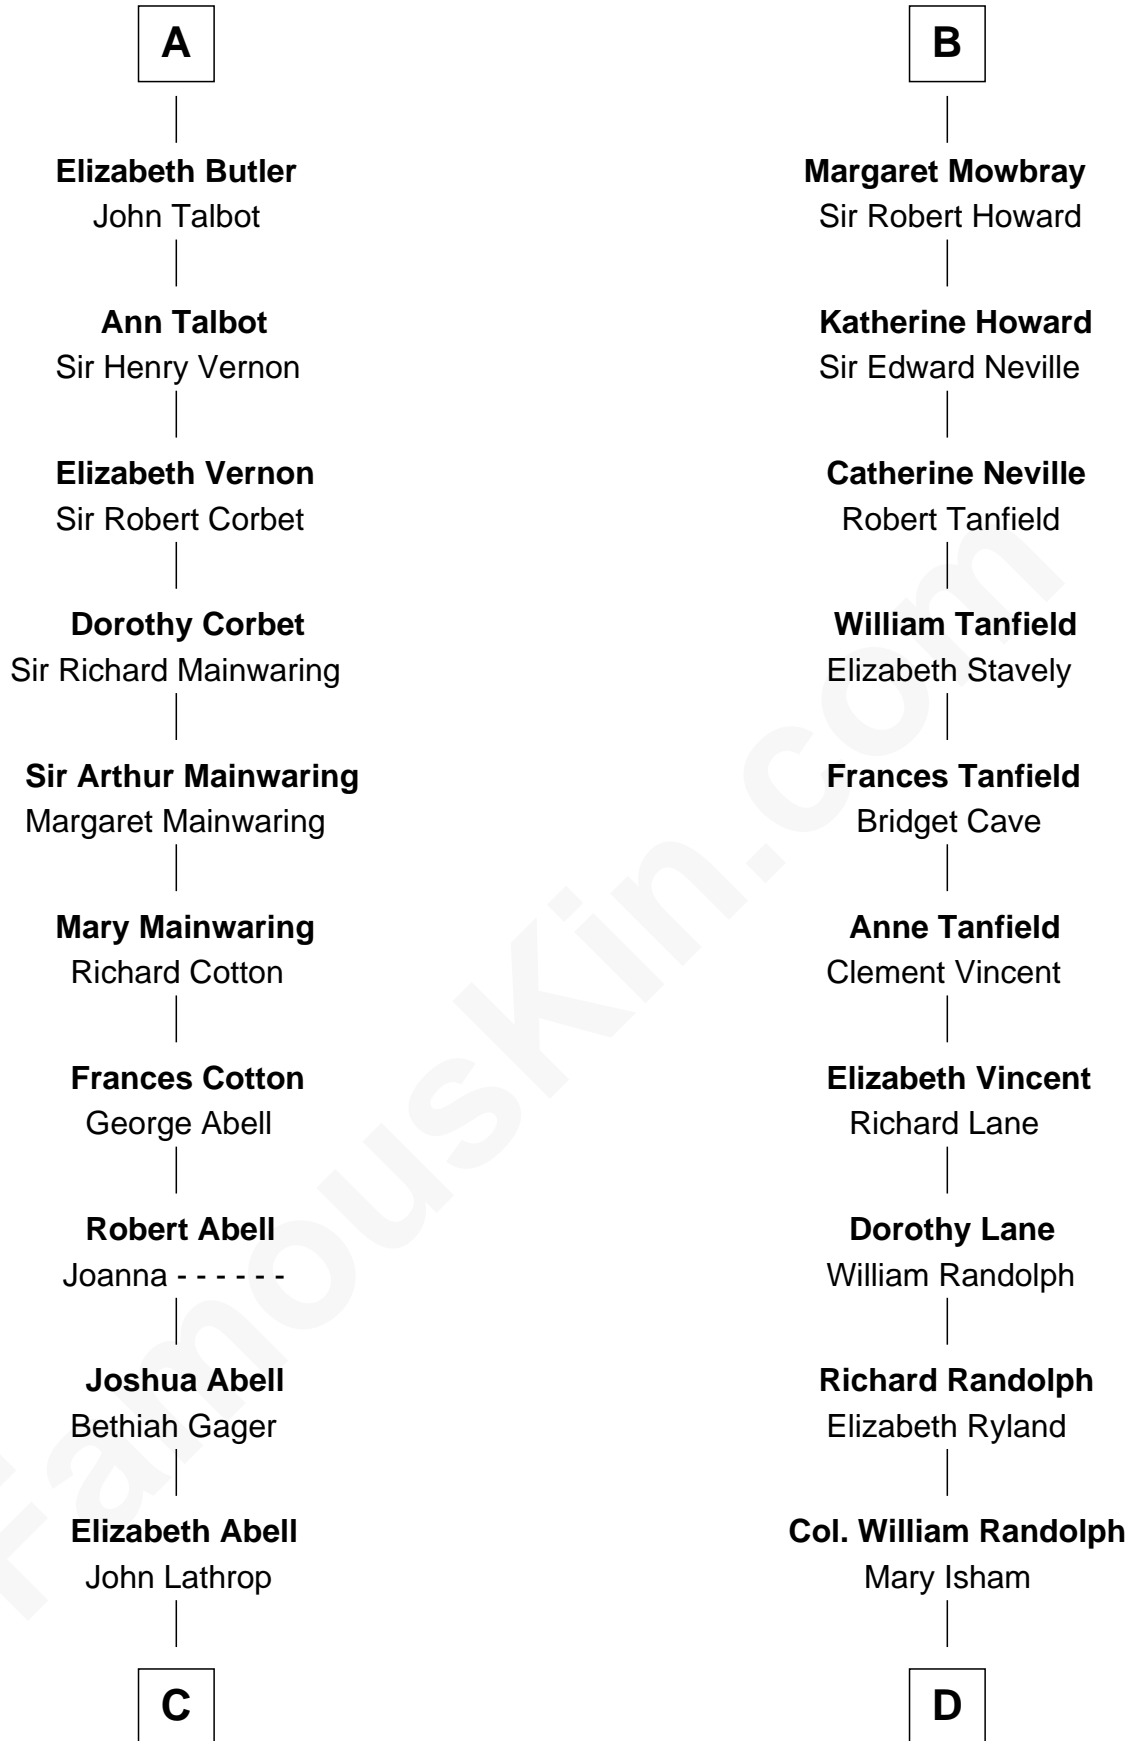 A
Elizabeth Butler
John Talbot
Ann Talbot
Sir Henry Vernon
Elizabeth Vernon
Sir Robert Corbet
Dorothy Corbet
Sir Richard Mainwaring
Sir Arthur Mainwaring
Margaret Mainwaring
Mary Mainwaring
Richard Cotton
Frances Cotton
George Abell
Robert Abell
Joanna - - - - - -
Joshua Abell
Bethiah Gager
Elizabeth Abell
John Lathrop
C
B
Margaret Mowbray
Sir Robert Howard
Katherine Howard
Sir Edward Neville
Catherine Neville
Robert Tanfield
William Tanfield
Elizabeth Stavely
Frances Tanfield
Bridget Cave
Anne Tanfield
Clement Vincent
Elizabeth Vincent
Richard Lane
Dorothy Lane
William Randolph
Richard Randolph
Elizabeth Ryland
Col. William Randolph
Mary Isham
D
FamousKin.com